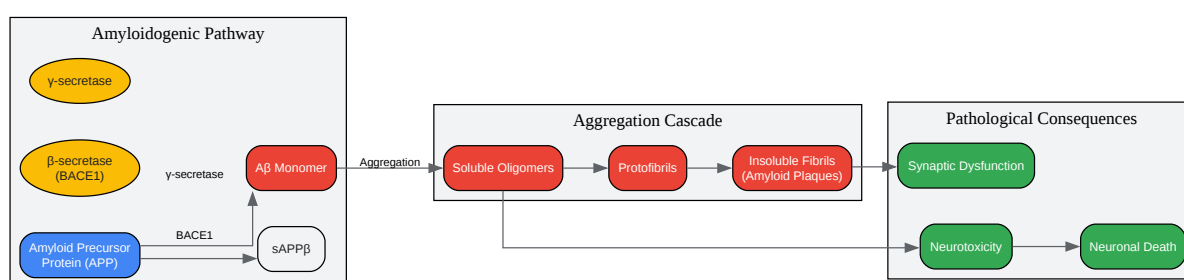 Amyloidogenic Pathway
γ-secretase
β-secretase
(BACE1)
γ-secretase
Aβ Monomer
BACE1
Amyloid Precursor
Protein (APP)
sAPPβ
Aggregation
Aggregation Cascade
Soluble Oligomers
Protofibrils
Insoluble Fibrils
(Amyloid Plaques)
Pathological Consequences
Synaptic Dysfunction
Neurotoxicity
Neuronal Death